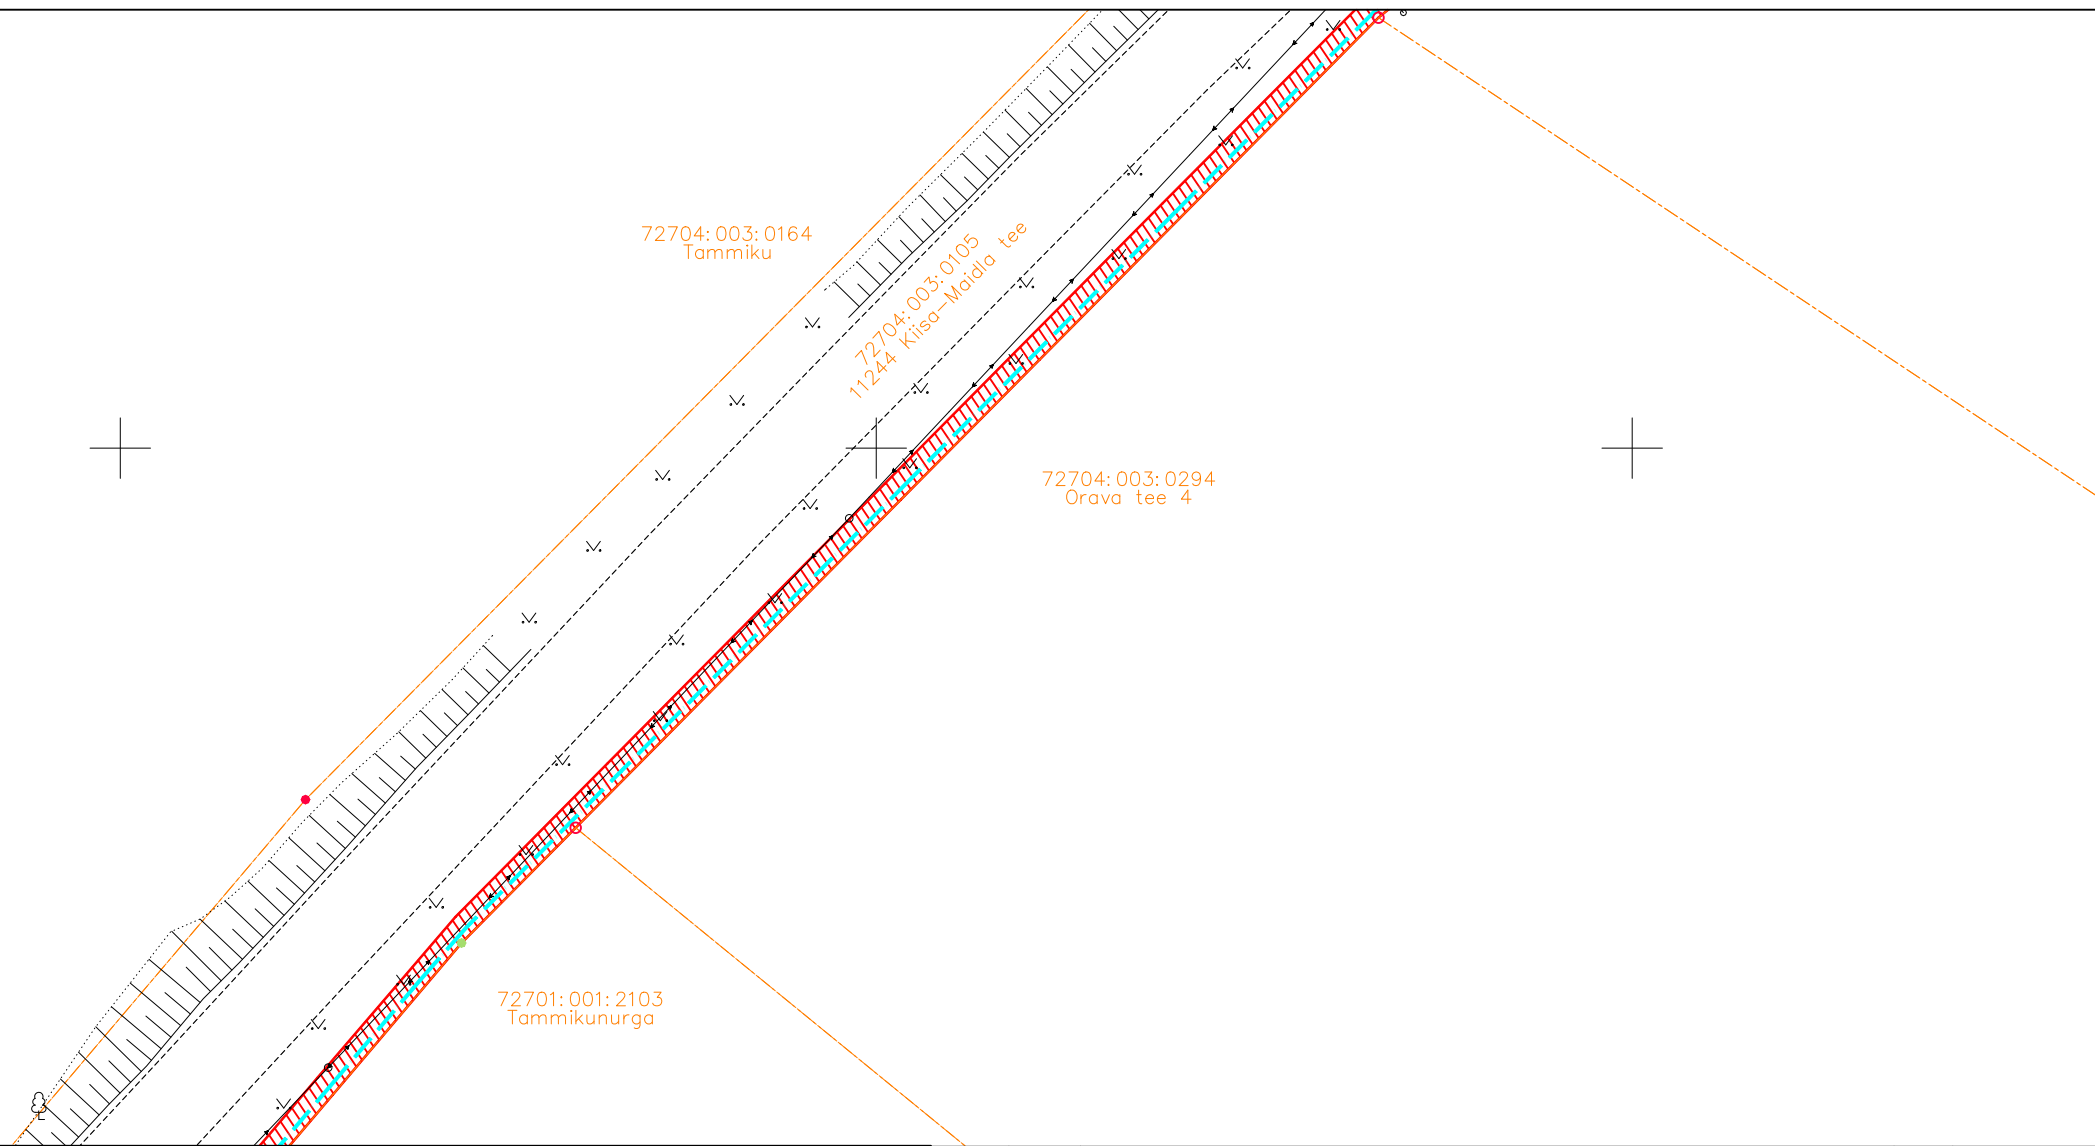 72704:003:0164
Tammiku
72704:003:0105
11244 Kiisa-Maidla tee
72704:003:0294
Orava tee 4
72701:001:2103
Tammikunurga